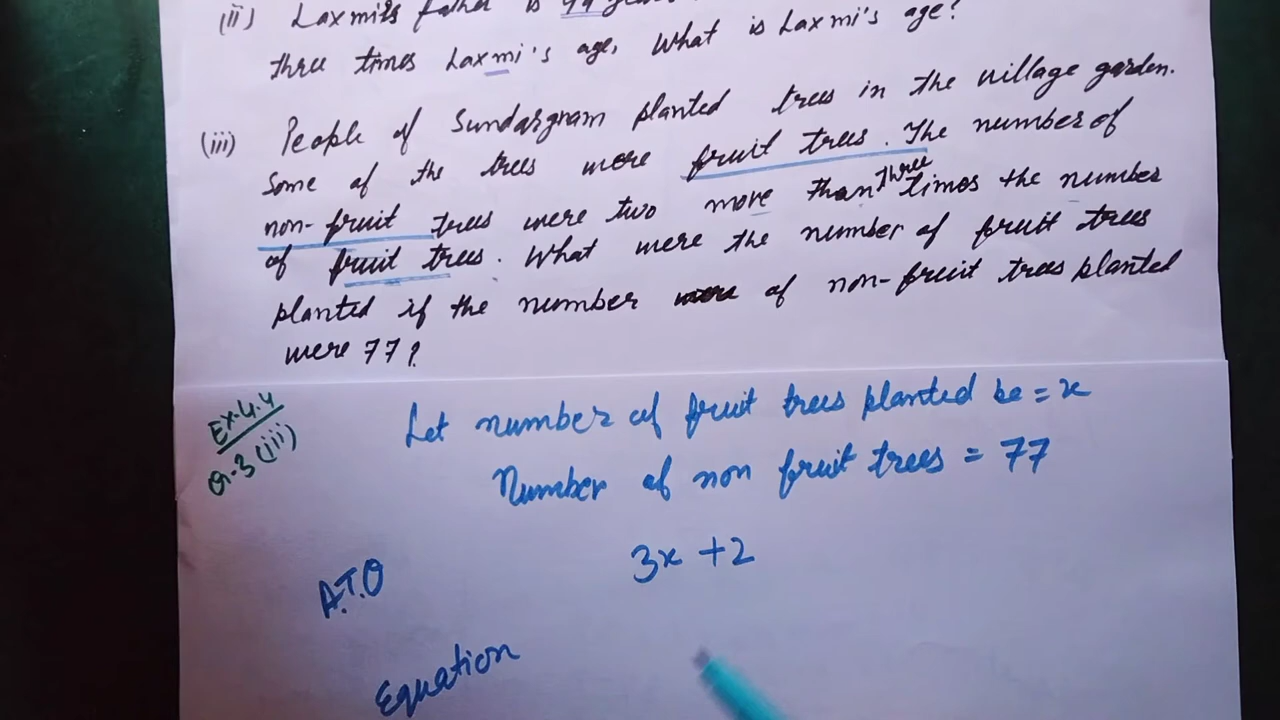 (ii) Laxmi's father is 49 years
three times Laxmi's age, What is Laxmi's age?
(iii) People of Sundargram planted trees in the village garden.
Some of the trees were fruit trees. The number of
non-fruit trees were two more than three times the number
of fruit trees. What were the number of fruit trees
planted if the number of non-fruit trees planted
were 77?
Ex.4.4
Q.3 (iii)
Let number of fruit trees planted be = x
Number of non fruit trees = 77
3x + 2
A.T.Q
Equation